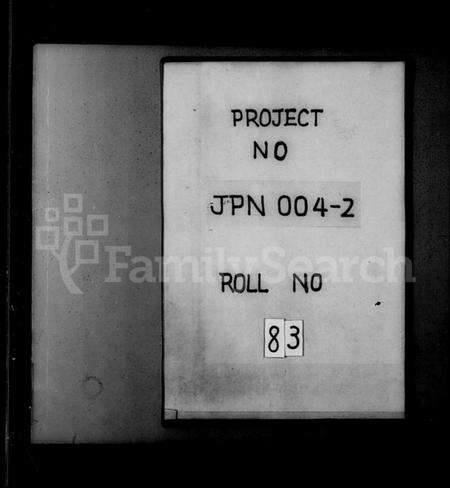 PROJECT
NO
JPN 004-2
FamilySearch
ROLL NO
83